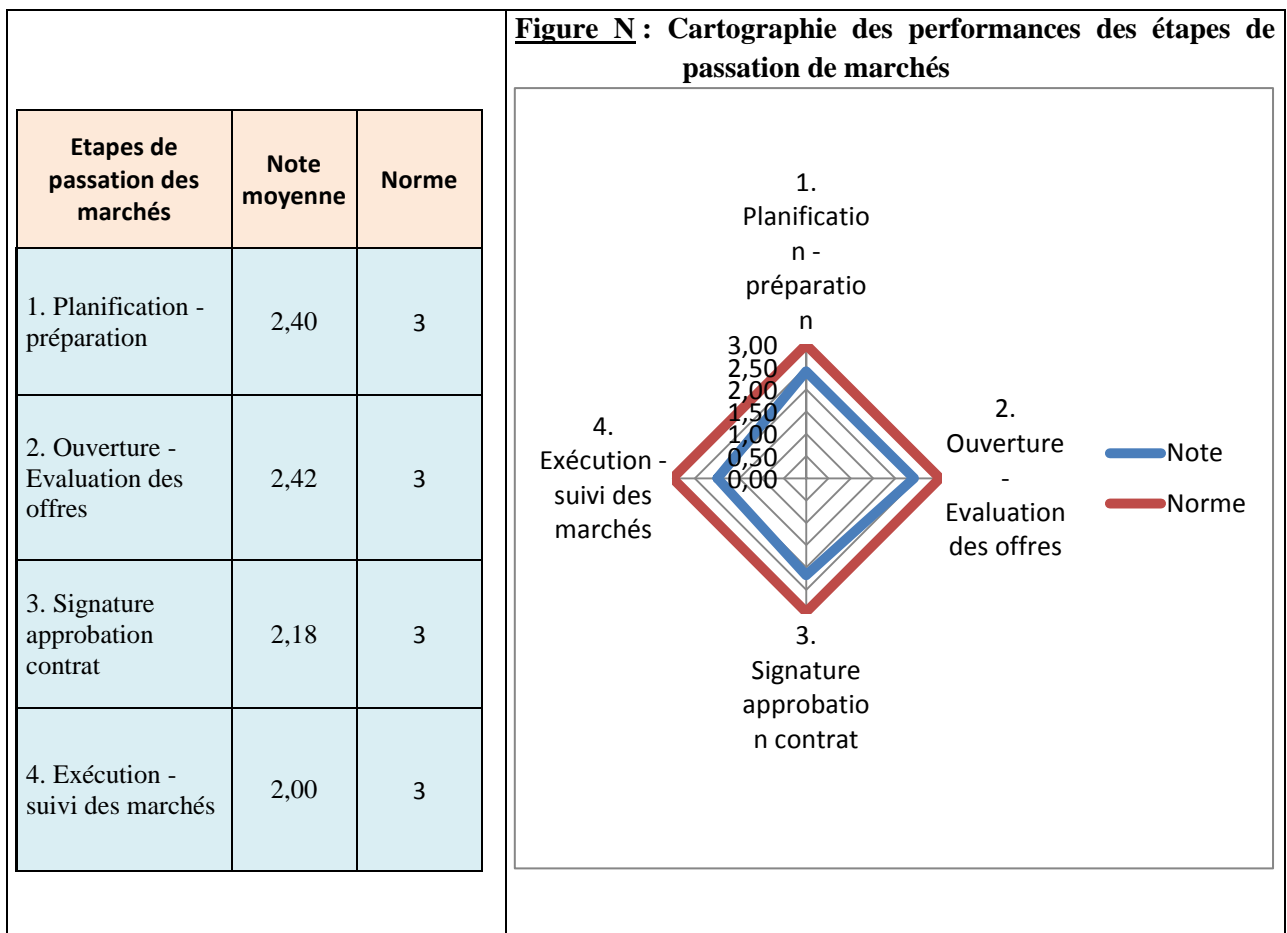 Figure N : Cartographie des performances des étapes de
passation de marchés
Etapes de
passation des
marchés
Note
moyenne
Norme
1. Planification -
préparation
2,40
3
2. Ouverture -
Evaluation des
offres
2,42
3
3. Signature
approbation
contrat
2,18
3
4. Exécution -
suivi des marchés
2,00
3
1.
Planificatio
n -
préparatio
n
3,00
2,50
2,00
1,50
1,00
0,50
0,00
2.
Ouverture
-
Evaluation
des offres
3.
Signature
approbatio
n contrat
4.
Exécution -
suivi des
marchés
Note
Norme